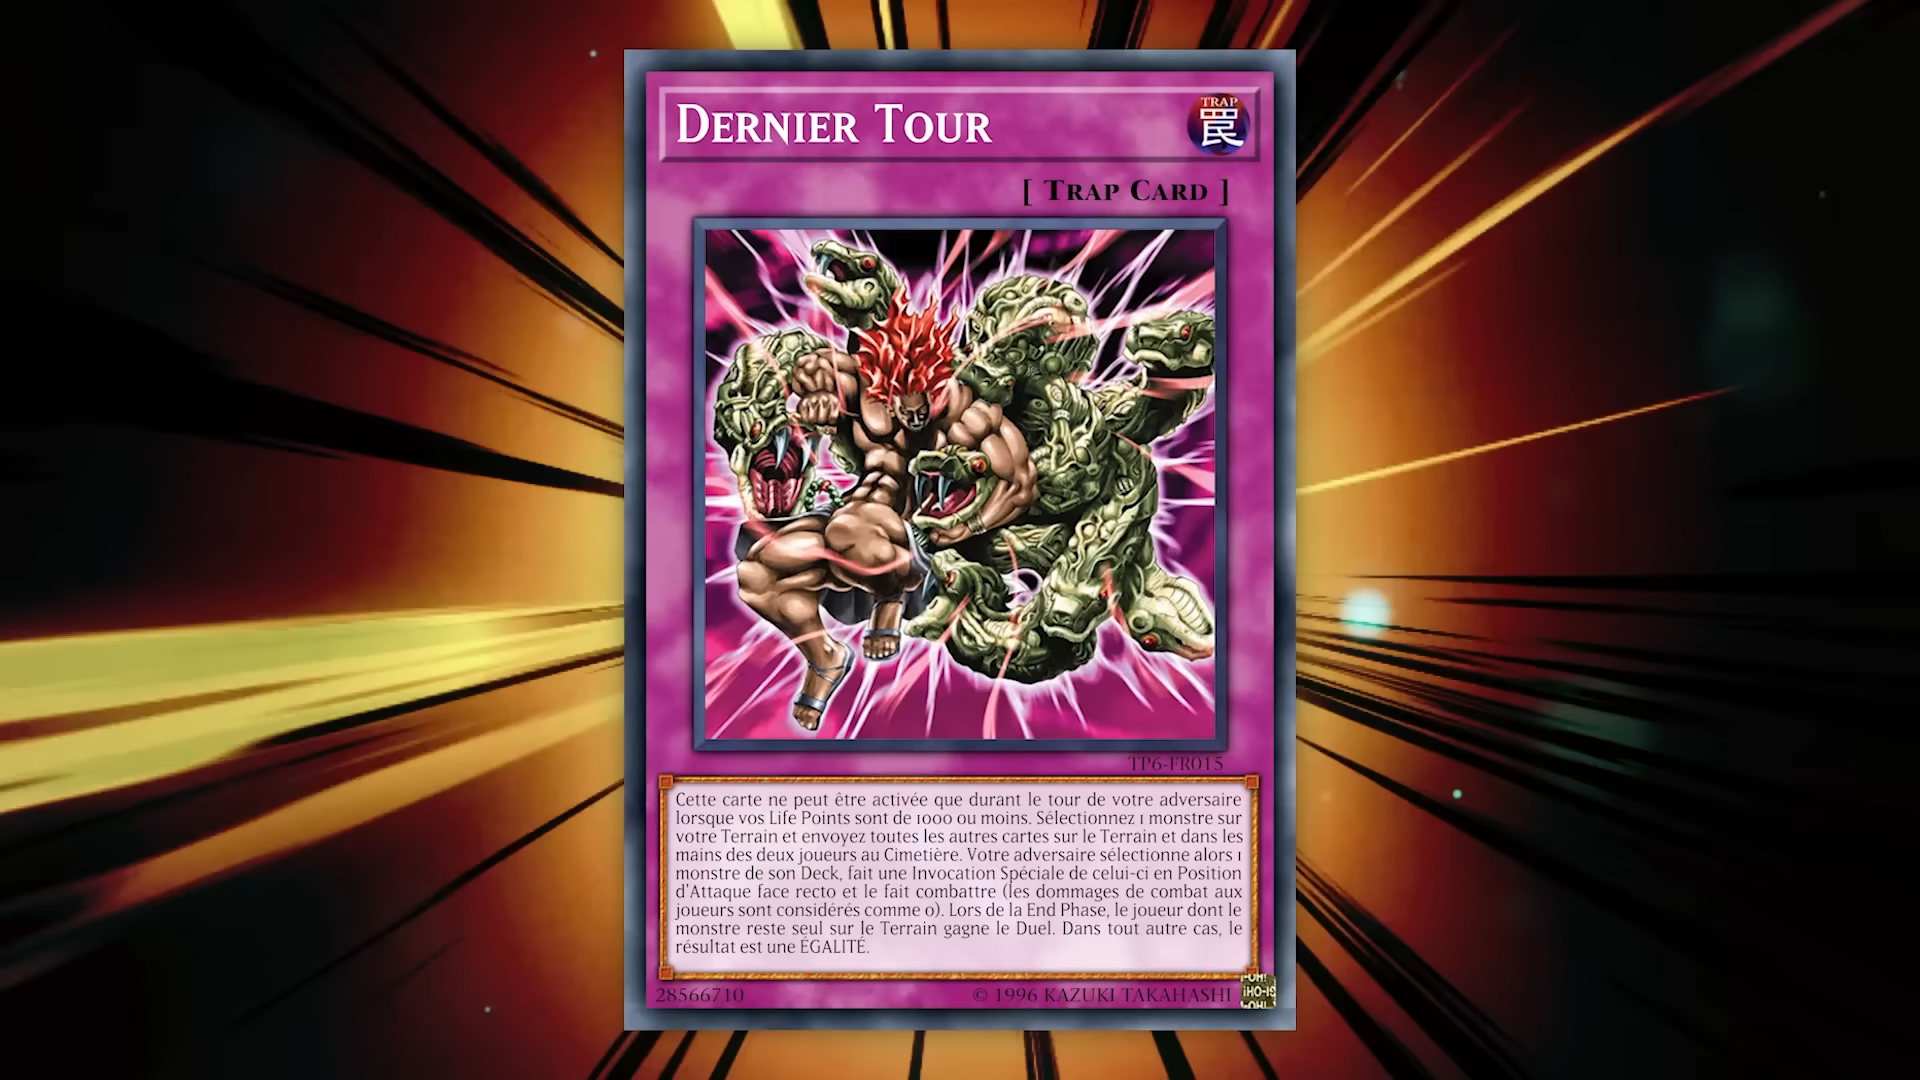 DERNIER TOUR
TRAP
罠
[ TRAP CARD ]
TP6-FR015
Cette carte ne peut être activée que durant le tour de votre adversaire
lorsque vos Life Points sont de 1000 ou moins. Sélectionnez 1 monstre sur
votre Terrain et envoyez toutes les autres cartes sur le Terrain et dans les
mains des deux joueurs au Cimetière. Votre adversaire sélectionne alors 1
monstre de son Deck, fait une Invocation Spéciale de celui-ci en Position
d'Attaque face recto et le fait combattre (les dommages de combat aux
joueurs sont considérés comme 0). Lors de la End Phase, le joueur dont le
monstre reste seul sur le Terrain gagne le Duel. Dans tout autre cas, le
résultat est une ÉGALITÉ.
28566710
© 1996 KAZUKI TAKAHASHI